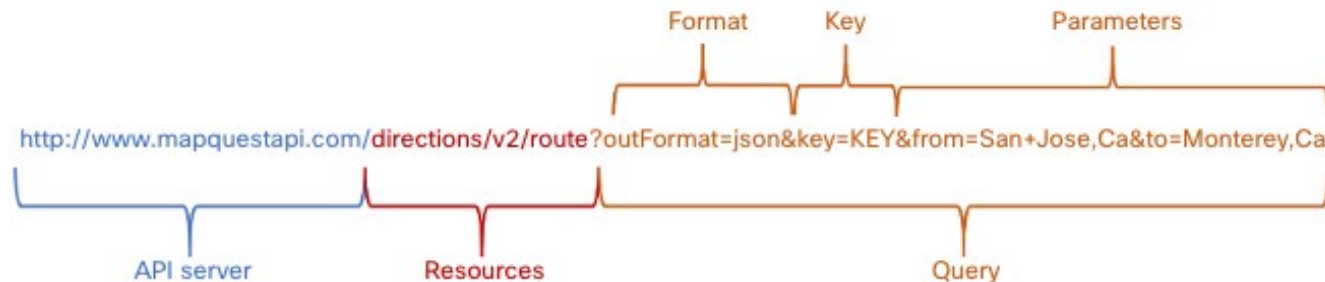 Format Key Parameters
http://www.mapquestapi.com/directions/v2/route?outFormat=json&key=KEY&from=San+Jose,Ca&to=Monterey,Ca
API server Resources Query